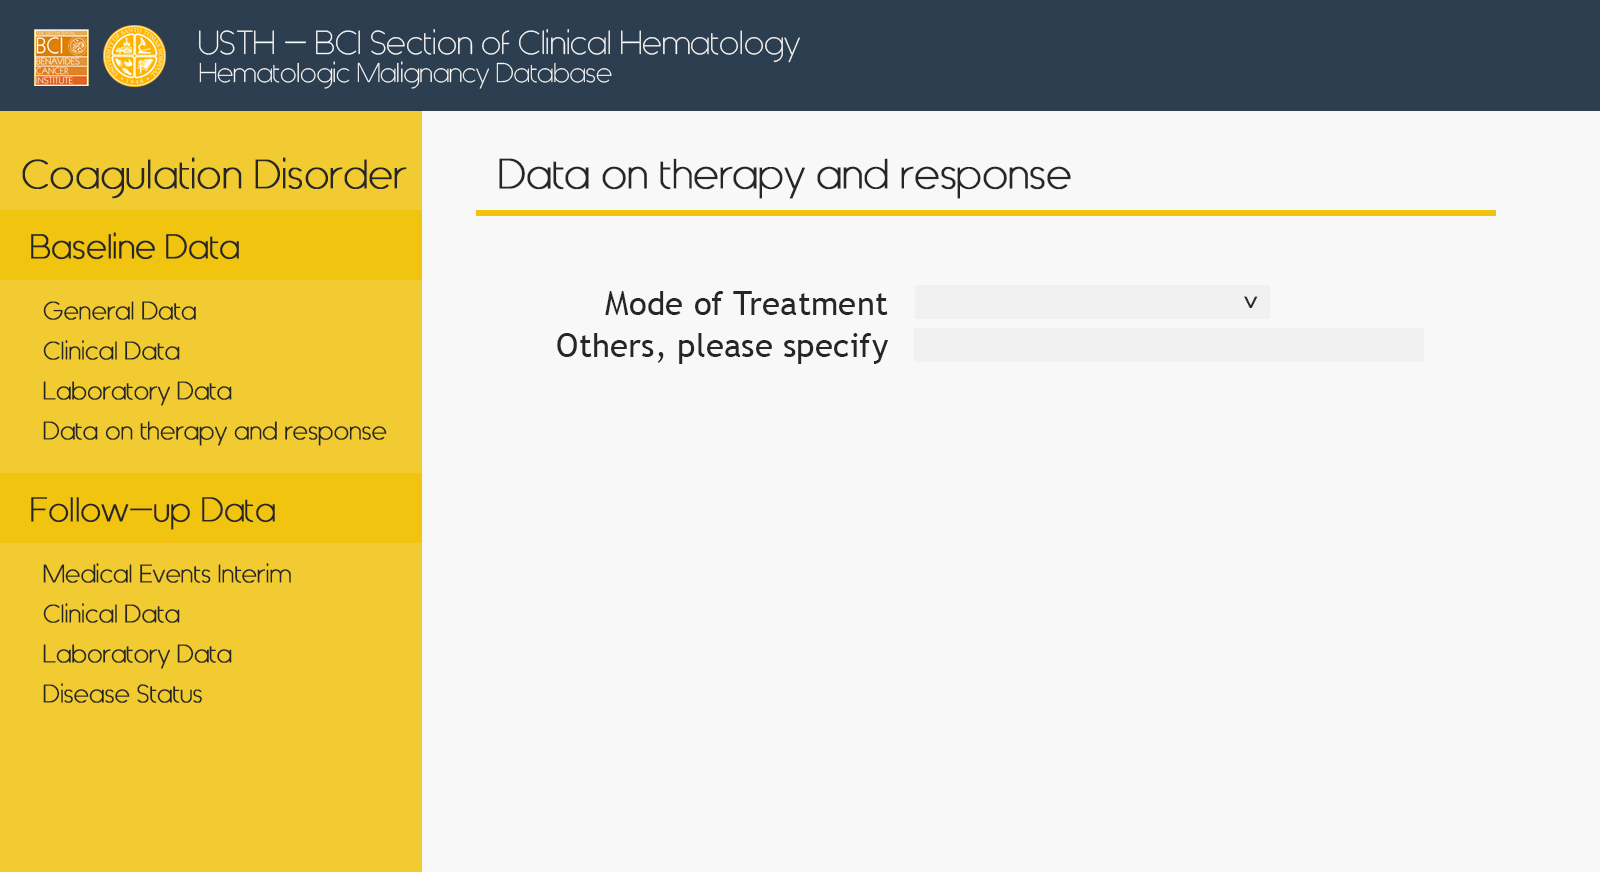 BCI
BENAVIDES
CANCER
INSTITUTE
USTH – BCI Section of Clinical Hematology
Hematologic Malignancy Database
Coagulation Disorder
Baseline Data
General Data
Clinical Data
Laboratory Data
Data on therapy and response
Follow-up Data
Medical Events Interim
Clinical Data
Laboratory Data
Disease Status
Data on therapy and response
Mode of Treatment
Others, please specify